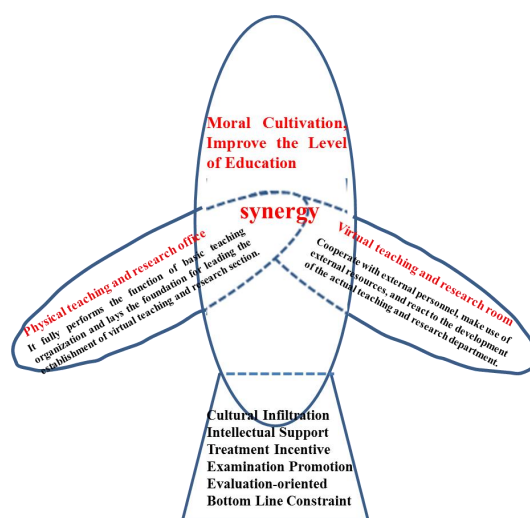 Moral Cultivation,
Improve the Level
of Education
synergy
Physical teaching and research office
It fully performs the function of basic teaching
organization and lays the foundation for leading the
establishment of virtual teaching and research section.
Virtual teaching and research room
Cooperate with external personnel, make use of
external resources, and react to the development
of the actual teaching and research department.
Cultural Infiltration
Intellectual Support
Treatment Incentive
Examination Promotion
Evaluation-oriented
Bottom Line Constraint